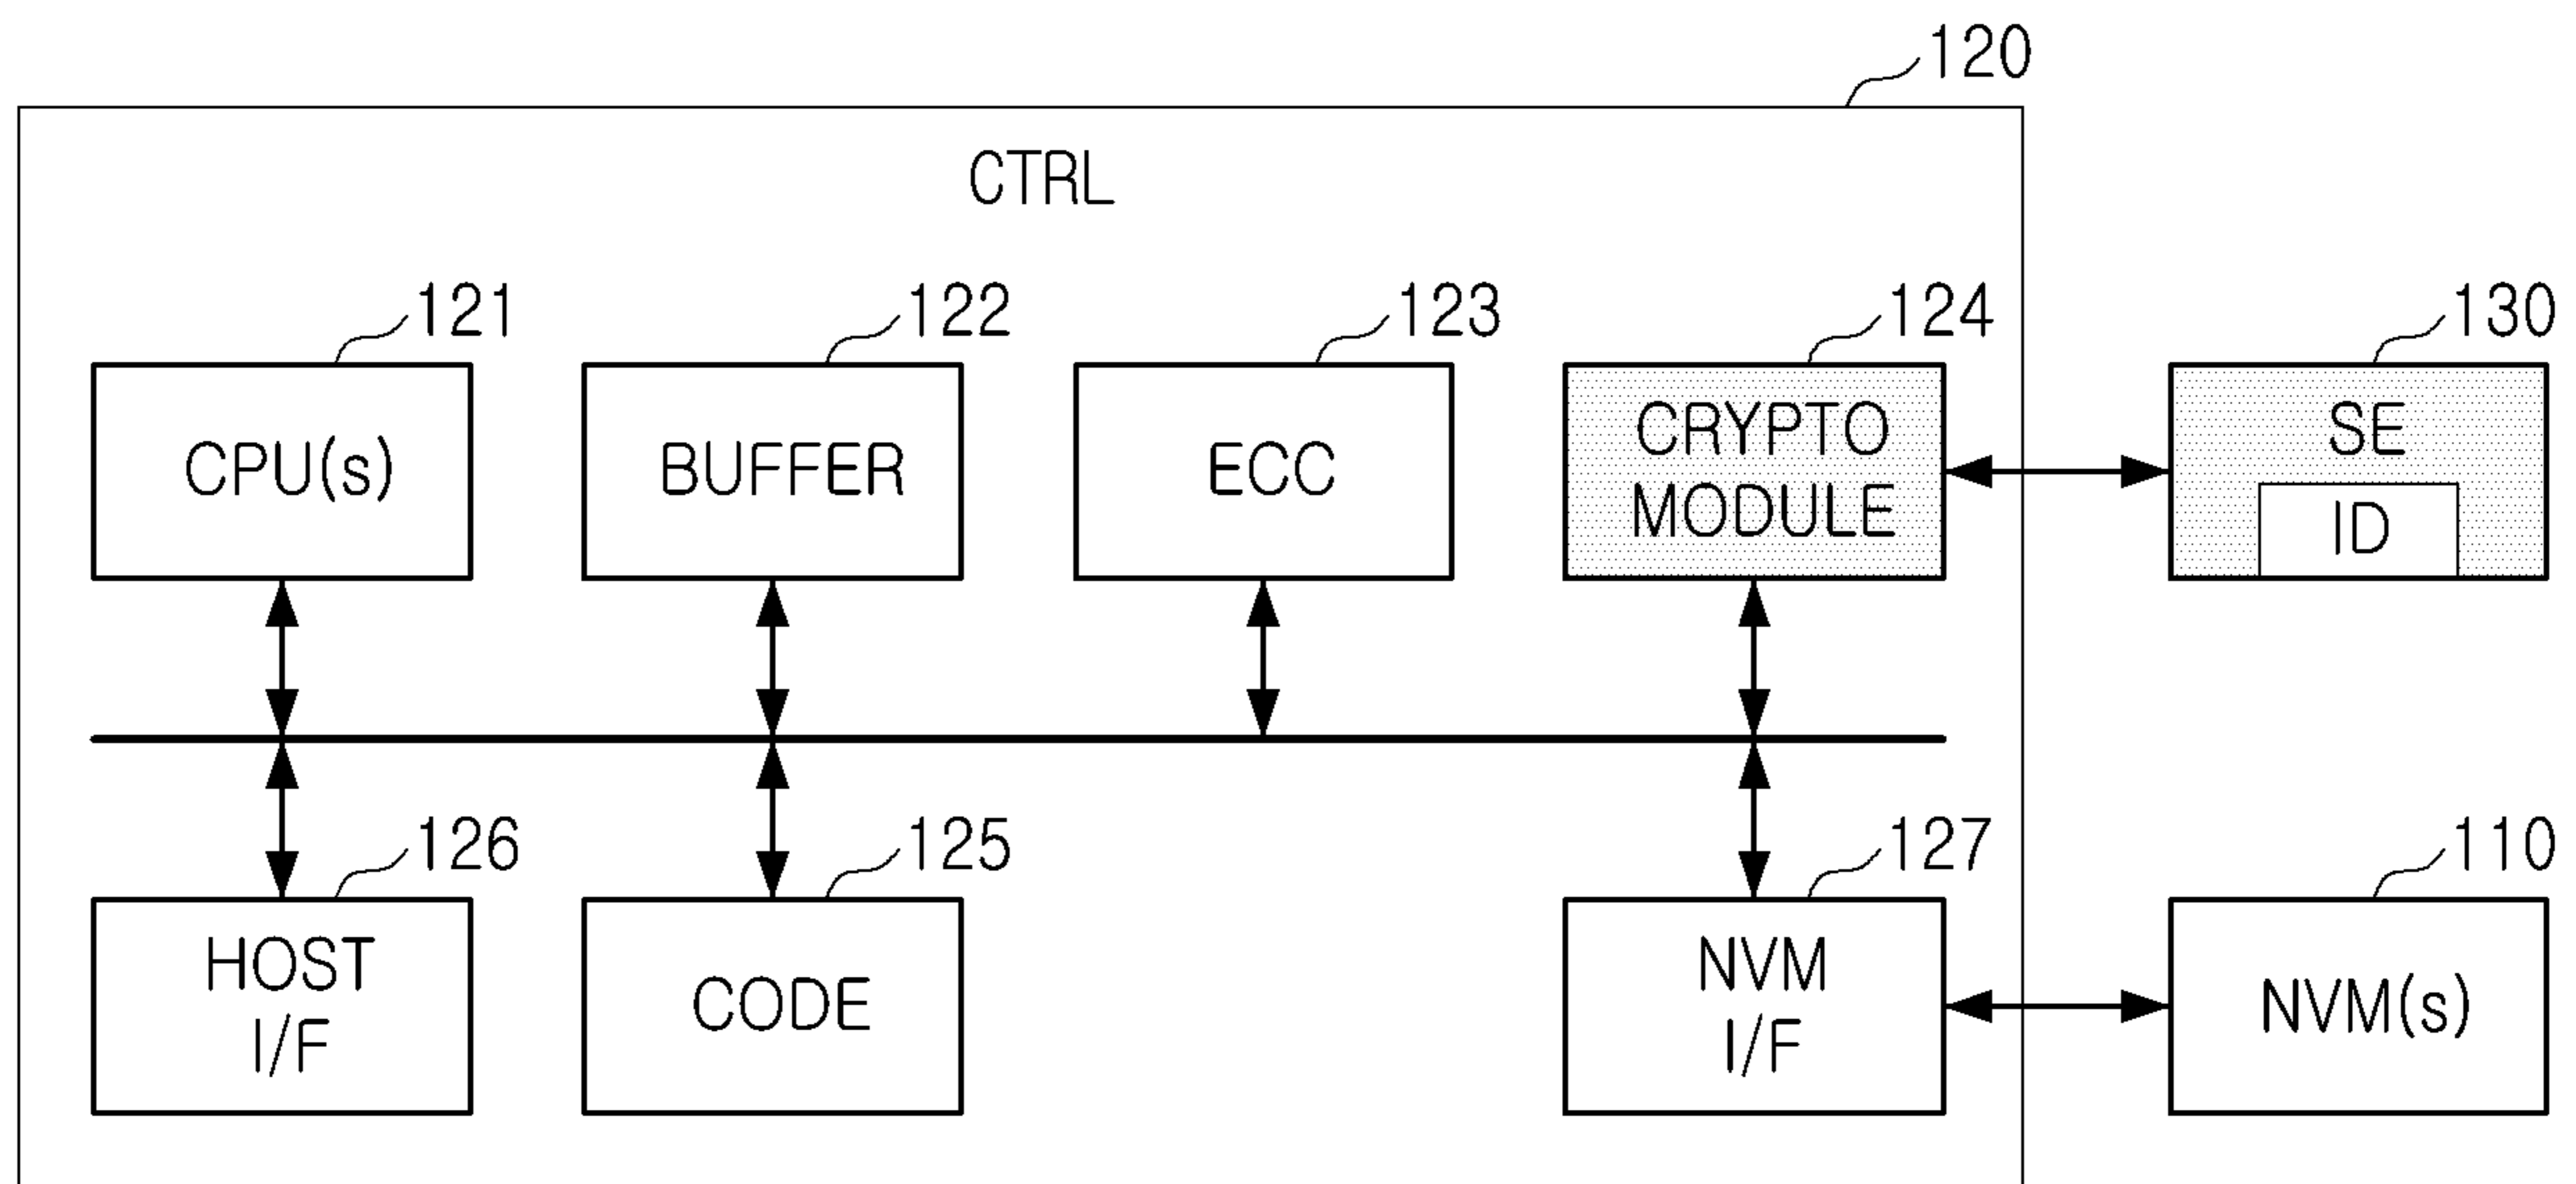 120
CTRL
121
122
123
124
130
CPU(s)
BUFFER
ECC
CRYPTO
MODULE
SE
ID
126
125
127
110
HOST
I/F
CODE
NVM
I/F
NVM(s)